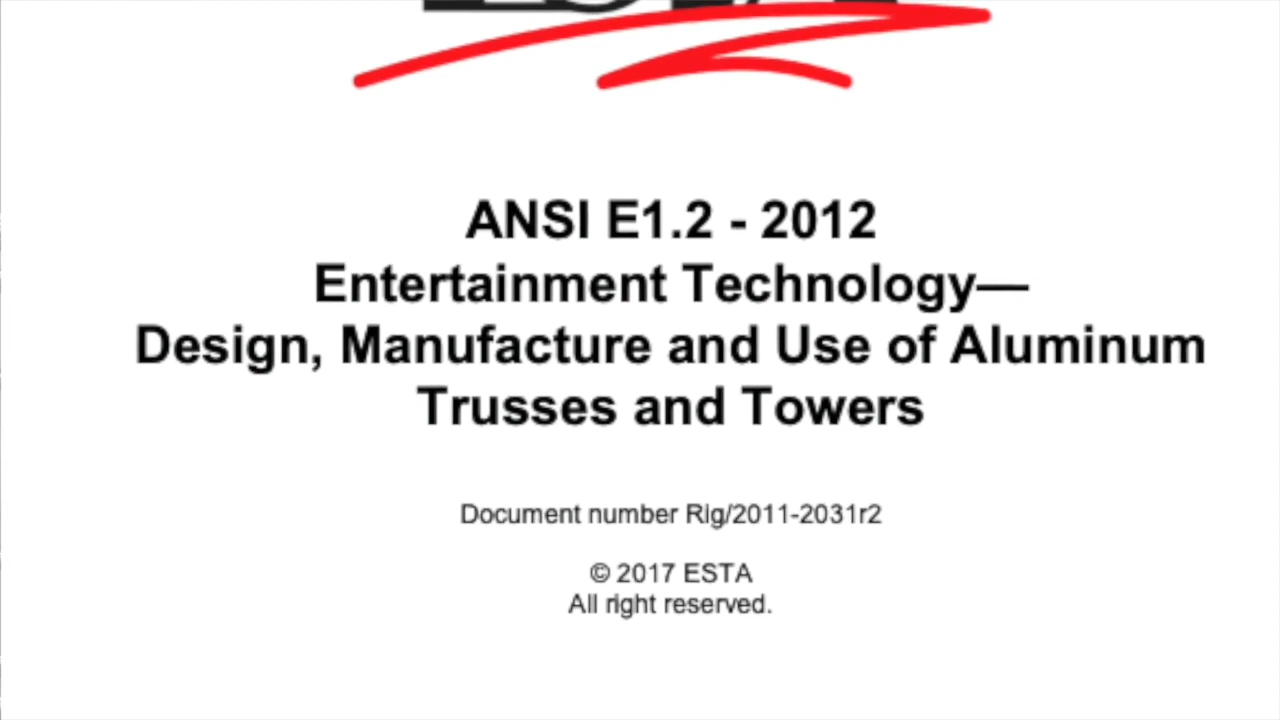 ESTA
ANSI E1.2 - 2012
Entertainment Technology—
Design, Manufacture and Use of Aluminum
Trusses and Towers
Document number Rig/2011-2031r2
© 2017 ESTA
All right reserved.